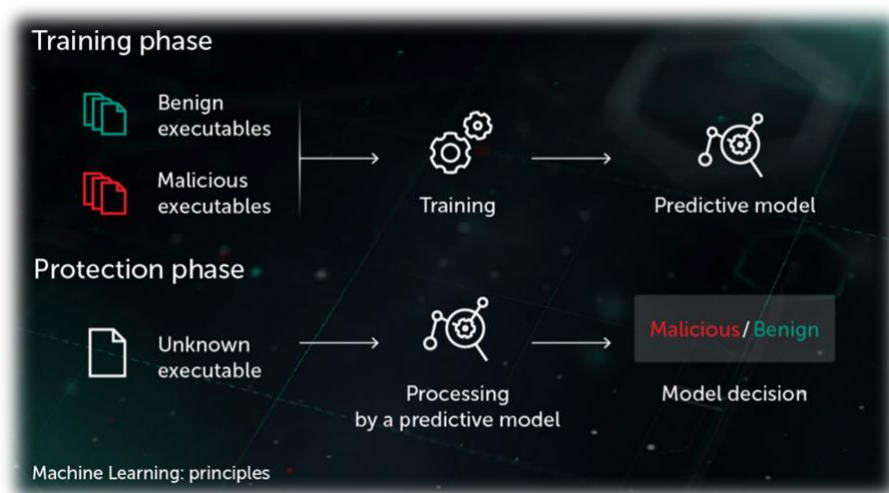 Training phase
Benign
executables
Malicious
executables
Training
Predictive model
Protection phase
Unknown
executable
Processing
by a predictive model
Malicious/Benign
Model decision
Machine Learning: principles